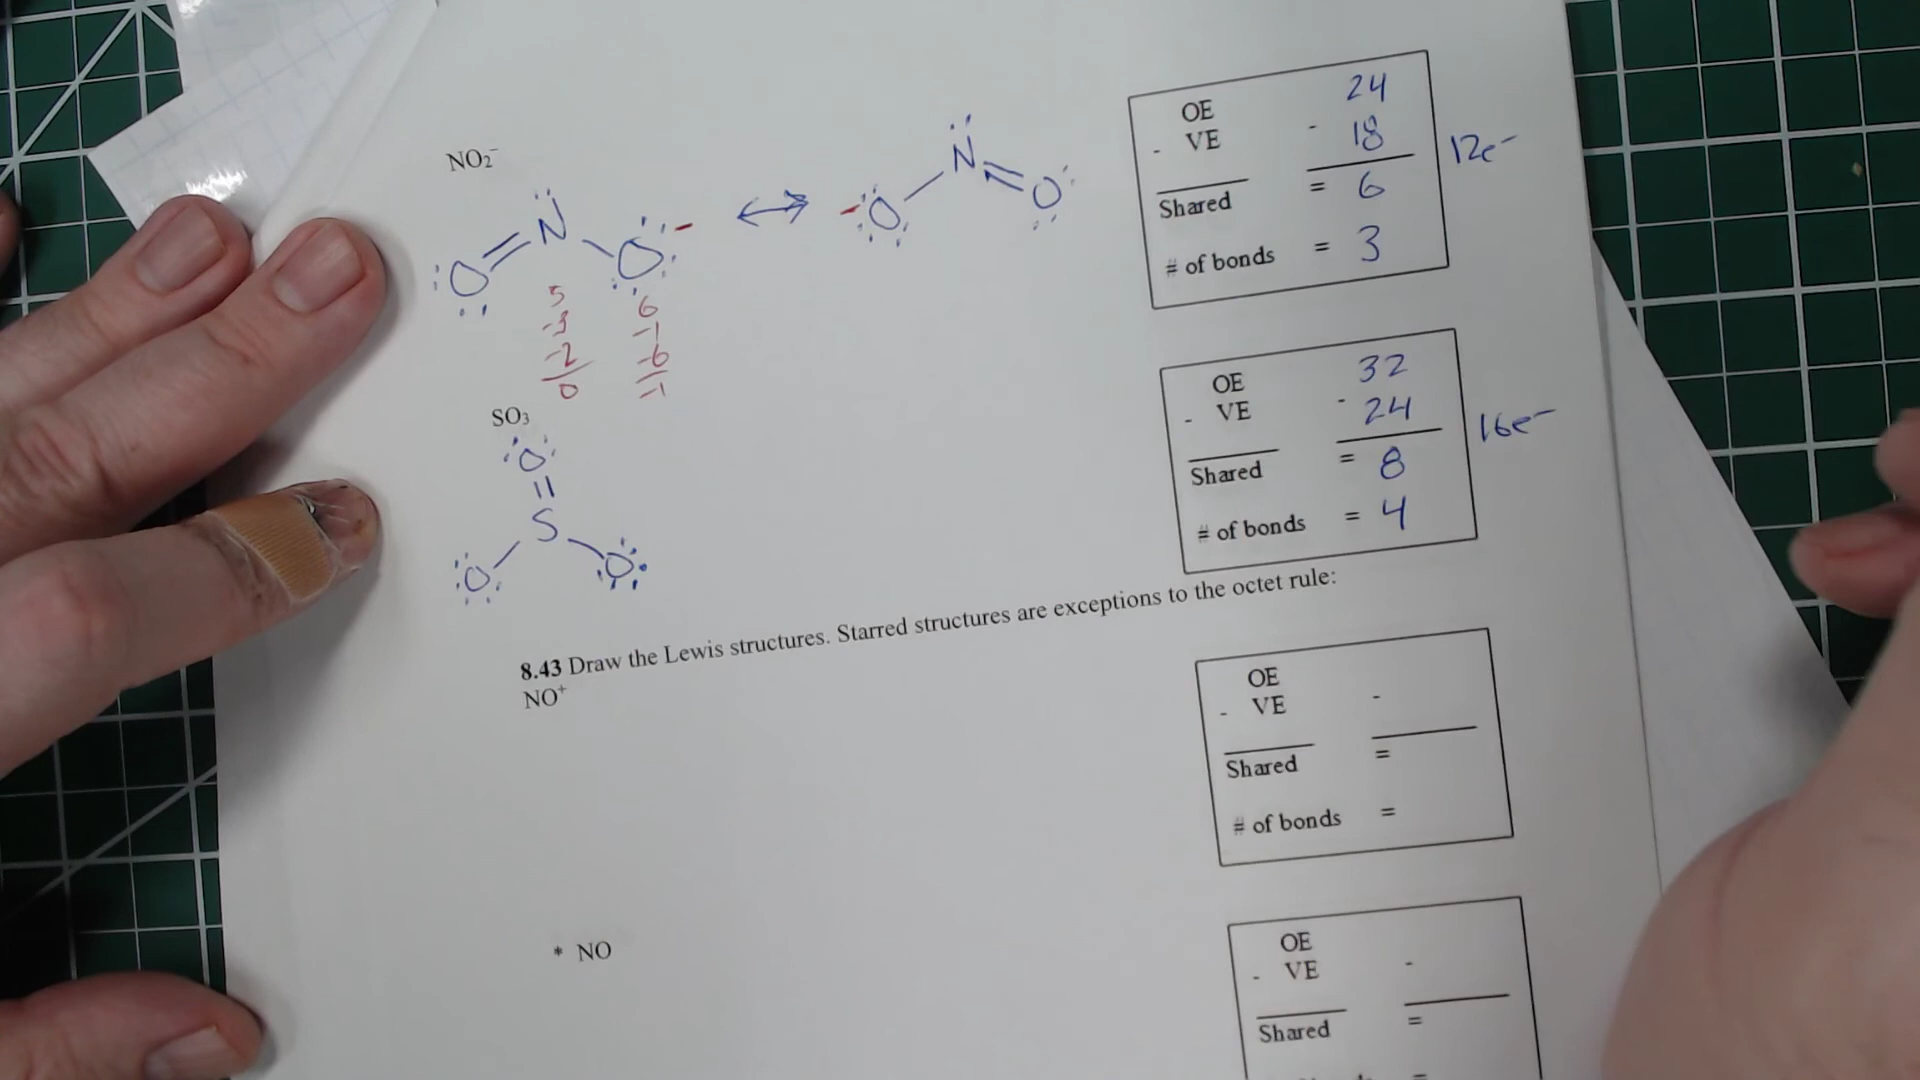 NO₂⁻
:O=N̈-Ö:⁻ ↔ ⁻:Ö-N̈=O:
5 6
-3 -1
-2 -6
0 -1
OE 24
- VE - 18
Shared = 6
12e⁻
# of bonds = 3
SO₃
O
=
S
O O
OE 32
- VE - 24
Shared = 8
16e⁻
# of bonds = 4
8.43 Draw the Lewis structures. Starred structures are exceptions to the octet rule:
NO⁺
OE
- VE -
Shared =
# of bonds =
* NO
OE
- VE -
Shared =